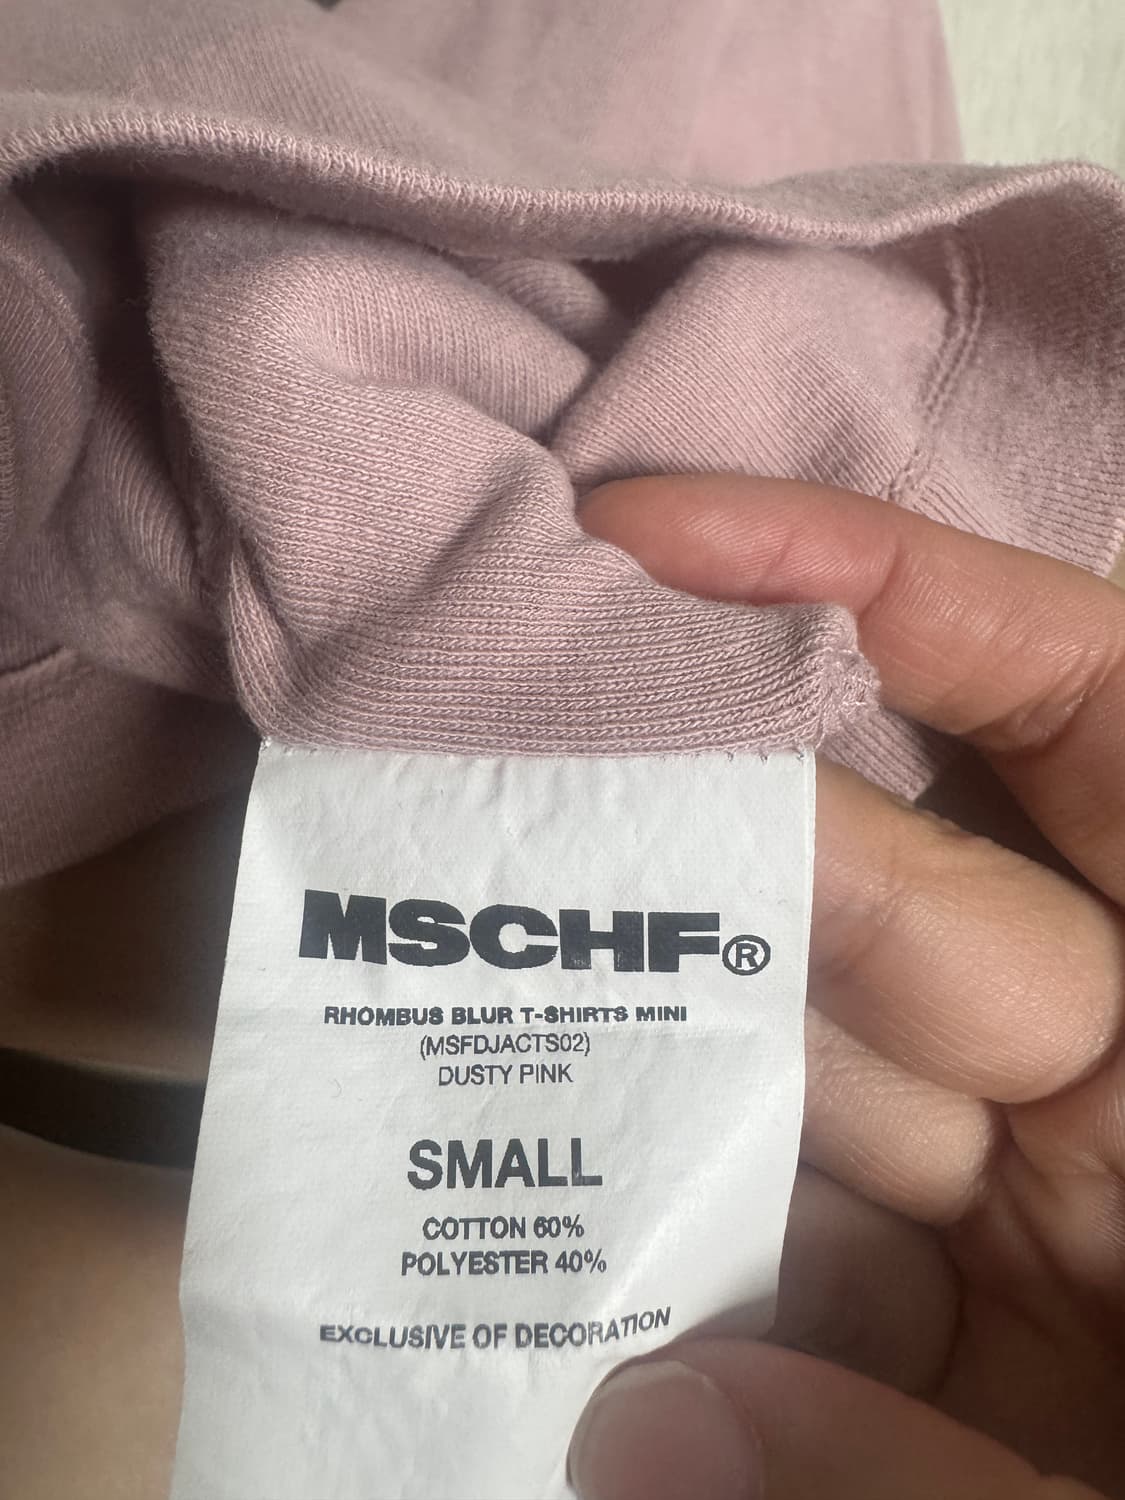 MSCHF®
RHOMBUS BLUR T-SHIRTS MINI
(MSFDJACTS02)
DUSTY PINK
SMALL
COTTON 60%
POLYESTER 40%
EXCLUSIVE OF DECORATION